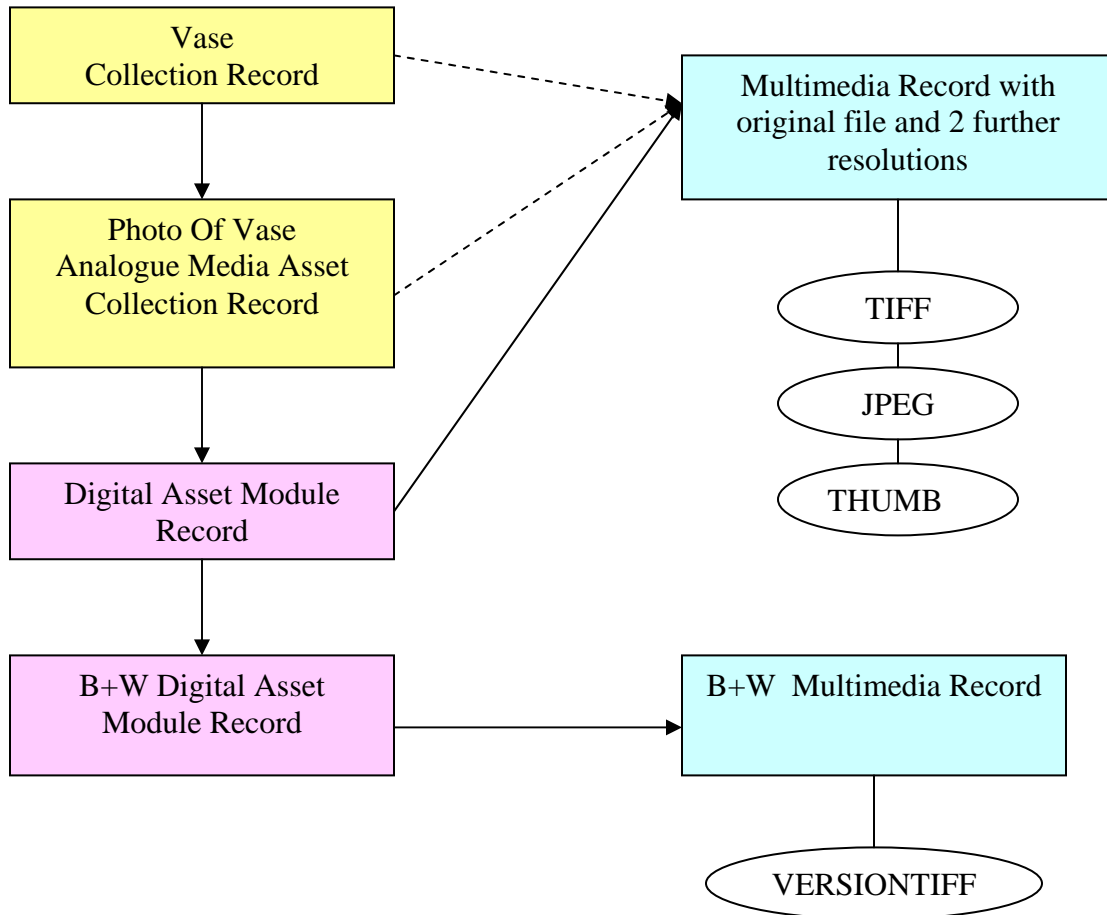 Vase
Collection Record
Multimedia Record with
original file and 2 further
resolutions
Photo Of Vase
Analogue Media Asset
Collection Record
TIFF
JPEG
THUMB
Digital Asset Module
Record
B+W Digital Asset
Module Record
B+W  Multimedia Record
VERSIONTIFF